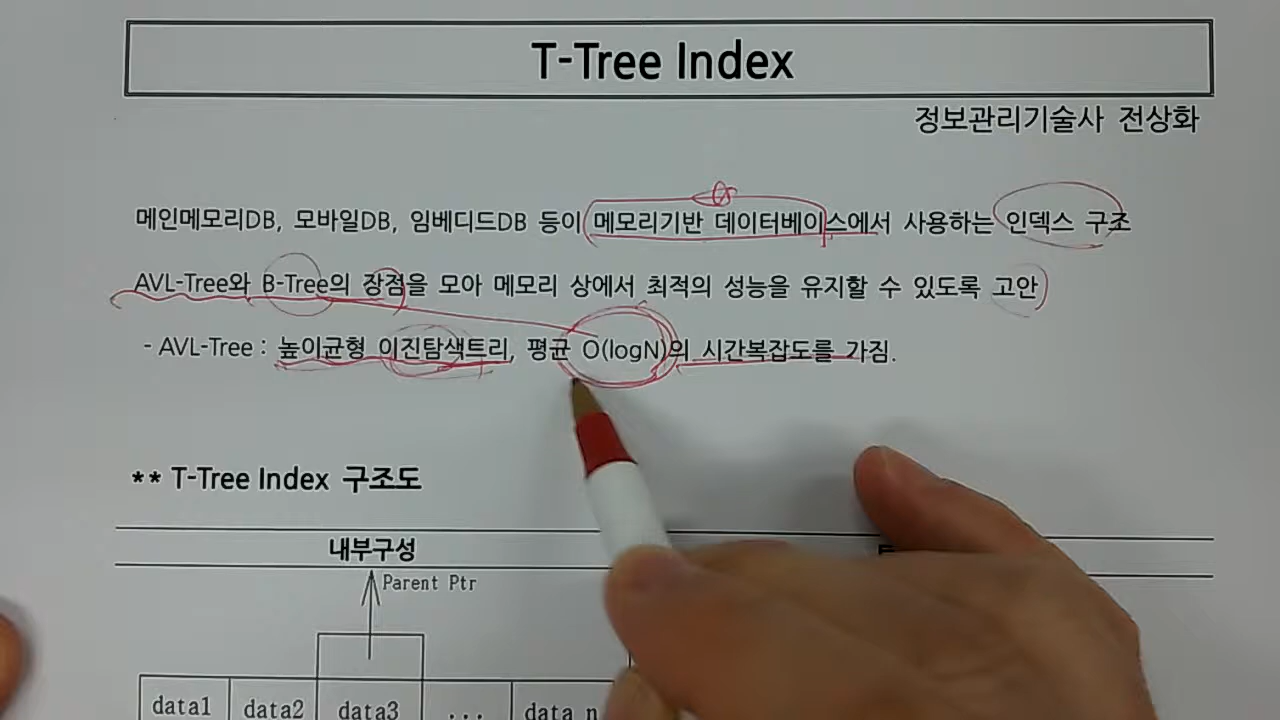 T-Tree Index
정보관리기술사 전상화
메인메모리DB, 모바일DB, 임베디드DB 등이 메모리기반 데이터베이스에서 사용하는 인덱스 구조
AVL-Tree와 B-Tree의 장점을 모아 메모리 상에서 최적의 성능을 유지할 수 있도록 고안
- AVL-Tree : 높이균형 이진탐색트리, 평균 O(logN)의 시간복잡도를 가짐.
** T-Tree Index 구조도
내부구성
Parent Ptr
data1 data2 data3 ... data n